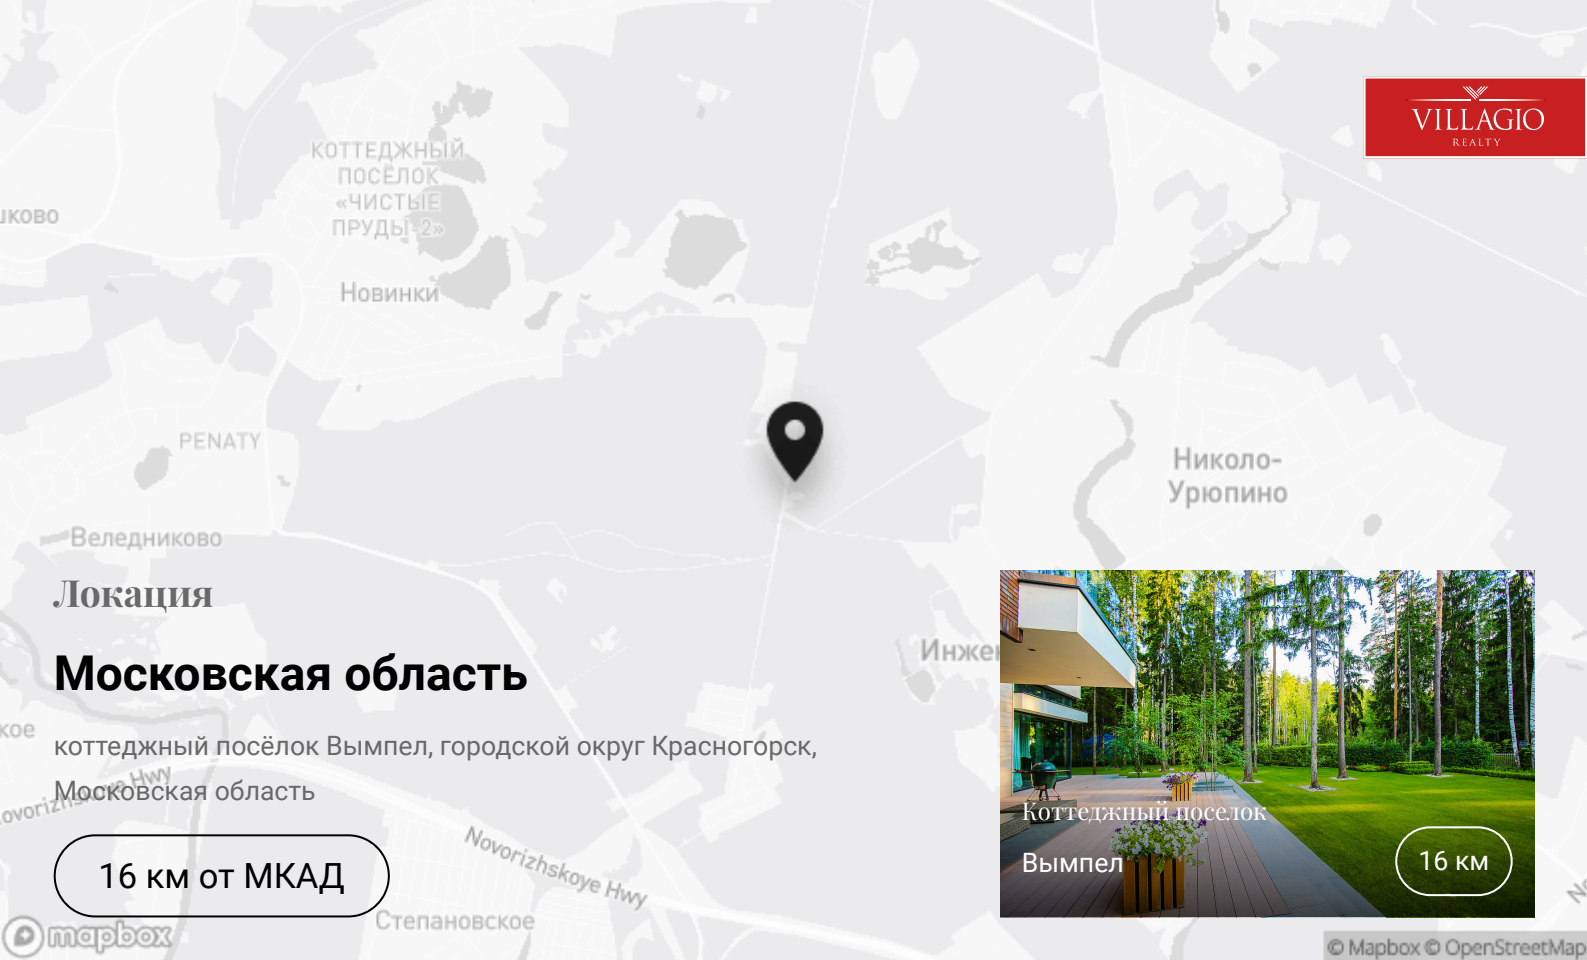 VILLAGIO
REALTY
КОТТЕДЖНЫЙ
ПОСЁЛОК
«ЧИСТЫЕ
ПРУДЫ-2»
Новинки
PENATY
Николо-
Урюпино
Веледниково
Локация
Московская область
коттеджный посёлок Вымпел, городской округ Красногорск,
Московская область
16 км от МКАД
Novorizhskoye Hwy
Степановское
mapbox
Коттеджный поселок
Вымпел
16 км
© Mapbox © OpenStreetMap